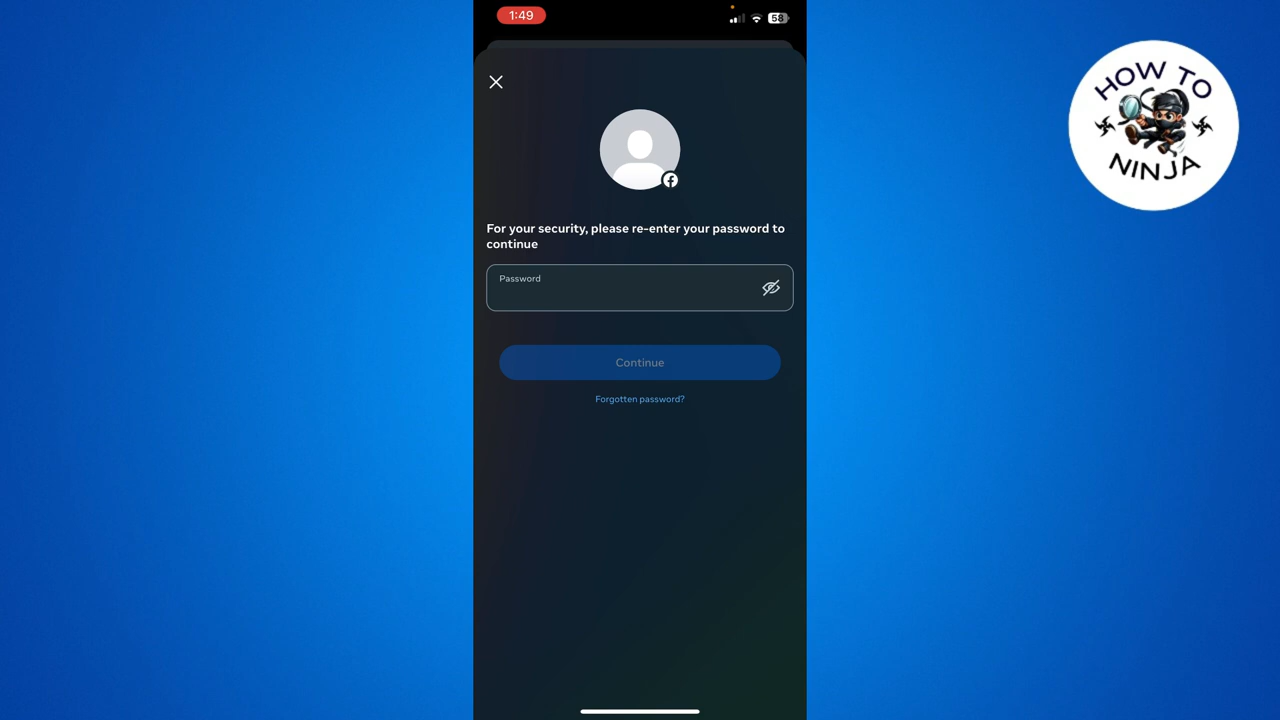 1:49
58
HOW TO
NINJA
For your security, please re-enter your password to
continue
Password
Continue
Forgotten password?